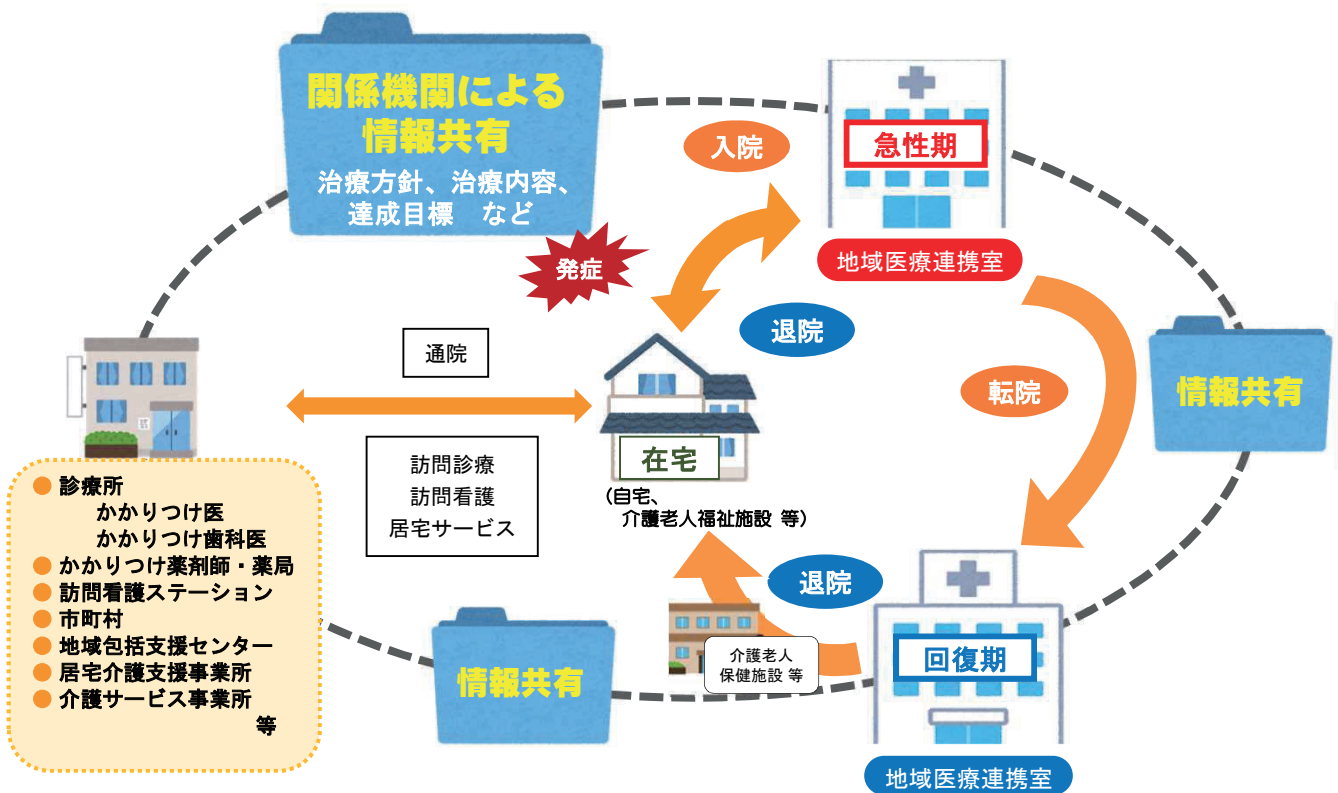 関係機関による
情報共有
治療方針、治療内容、
達成目標　など
入院
急性期
地域医療連携室
発症
退院
通院
転院
情報共有
訪問診療
訪問看護
居宅サービス
在宅
（自宅、
介護老人福祉施設 等）
● 診療所
かかりつけ医
かかりつけ歯科医
● かかりつけ薬剤師・薬局
● 訪問看護ステーション
● 市町村
● 地域包括支援センター
● 居宅介護支援事業所
● 介護サービス事業所
等
退院
介護老人
保健施設 等
情報共有
回復期
地域医療連携室